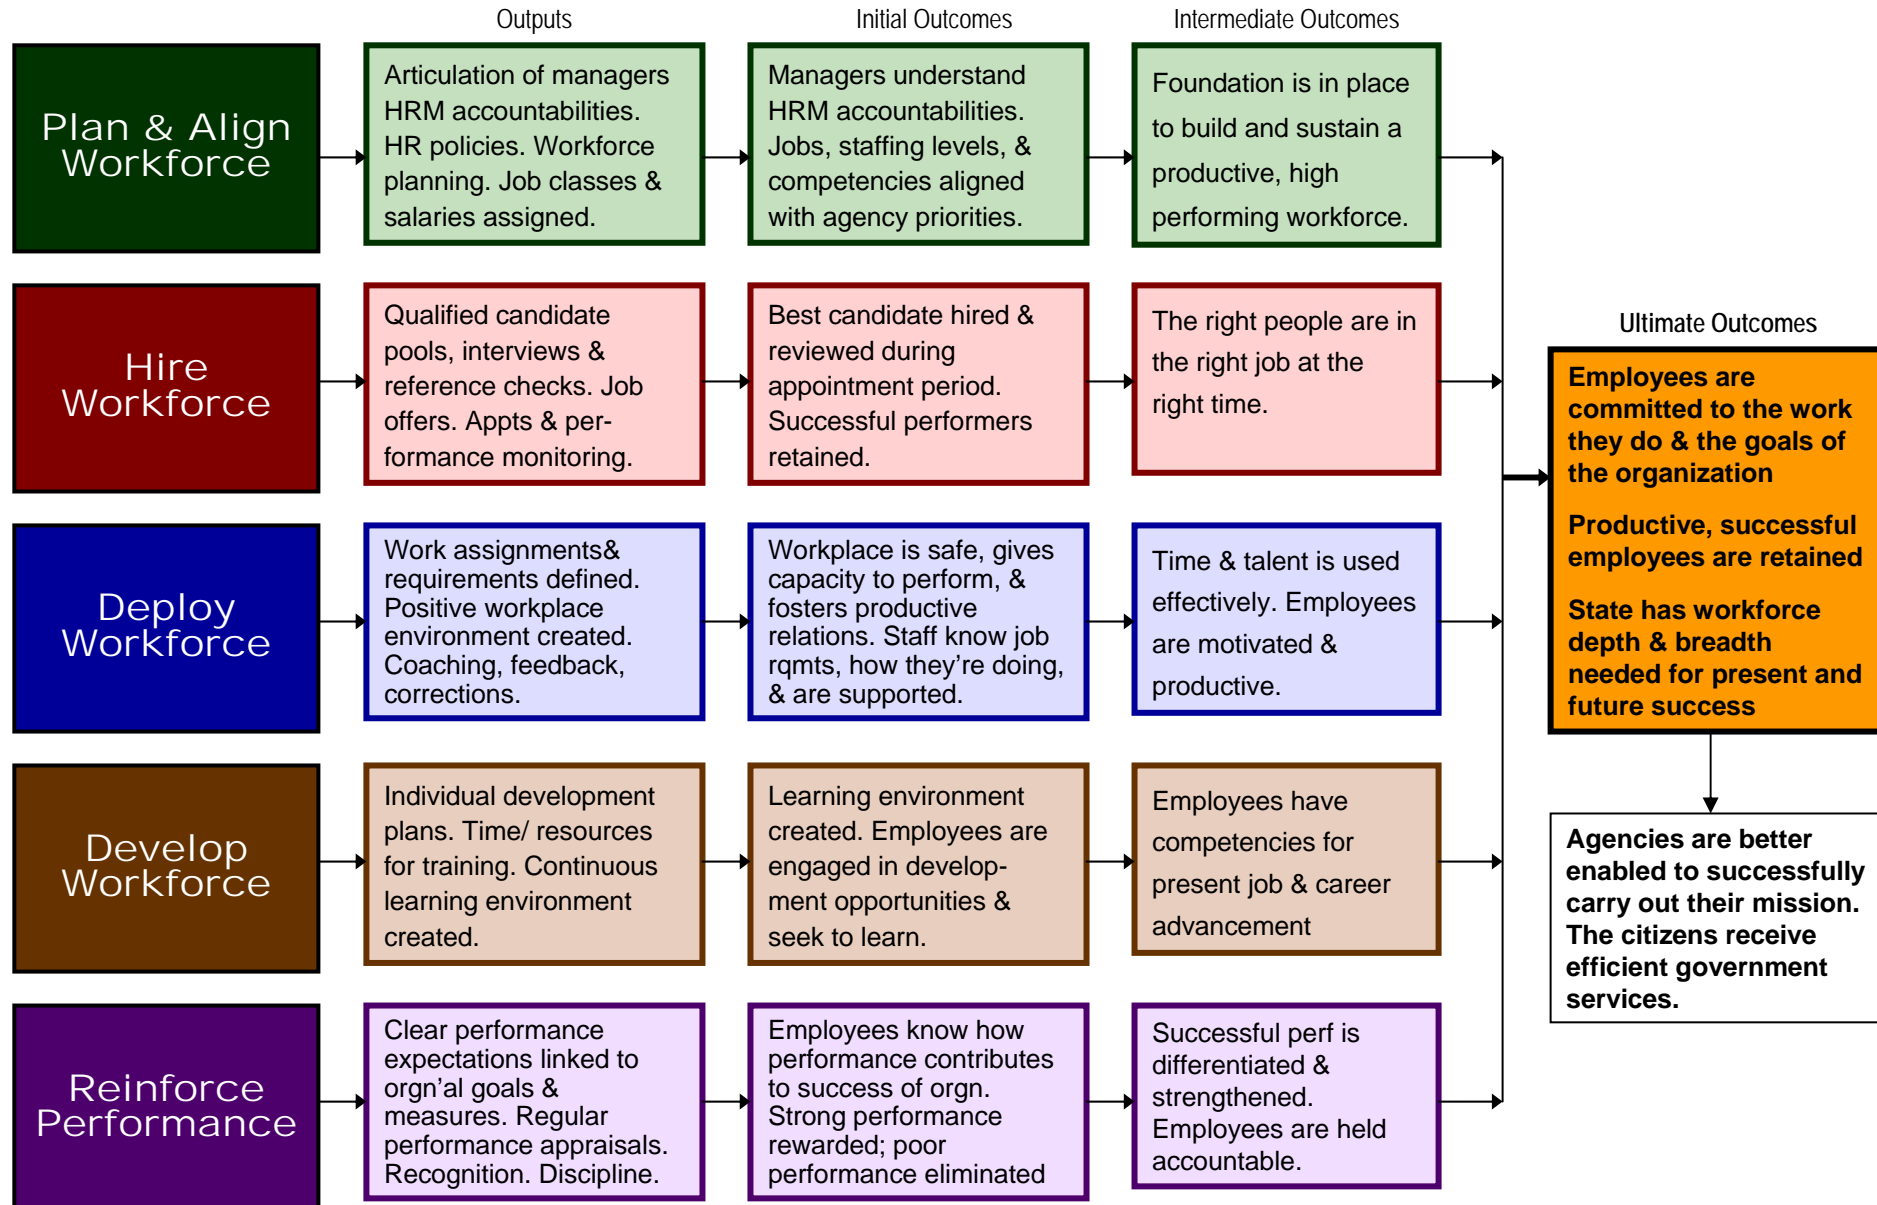 Outputs
Initial Outcomes
Intermediate Outcomes
Plan & Align
Workforce
Articulation of managers
HRM accountabilities.
HR policies. Workforce
planning. Job classes &
salaries assigned.
Managers understand
HRM accountabilities.
Jobs, staffing levels, &
competencies aligned
with agency priorities.
Foundation is in place
to build and sustain a
productive, high
performing workforce.
Hire
Workforce
Qualified candidate
pools, interviews &
reference checks. Job
offers. Appts & per-
formance monitoring.
Best candidate hired &
reviewed during
appointment period.
Successful performers
retained.
The right people are in
the right job at the
right time.
Deploy
Workforce
Work assignments&
requirements defined.
Positive workplace
environment created.
Coaching, feedback,
corrections.
Workplace is safe, gives
capacity to perform, &
fosters productive
relations. Staff know job
rqmts, how they’re doing,
& are supported.
Time & talent is used
effectively. Employees
are motivated &
productive.
Develop
Workforce
Individual development
plans. Time/ resources
for training. Continuous
learning environment
created.
Learning environment
created. Employees are
engaged in develop-
ment opportunities &
seek to learn.
Employees have
competencies for
present job & career
advancement
Reinforce
Performance
Clear performance
expectations linked to
orgn’al goals &
measures. Regular
performance appraisals.
Recognition. Discipline.
Employees know how
performance contributes
to success of orgn.
Strong performance
rewarded; poor
performance eliminated
Successful perf is
differentiated &
strengthened.
Employees are held
accountable.
Ultimate Outcomes
Employees are
committed to the work
they do & the goals of
the organization
Productive, successful
employees are retained
State has workforce
depth & breadth
needed for present and
future success
Agencies are better
enabled to successfully
carry out their mission.
The citizens receive
efficient government
services.